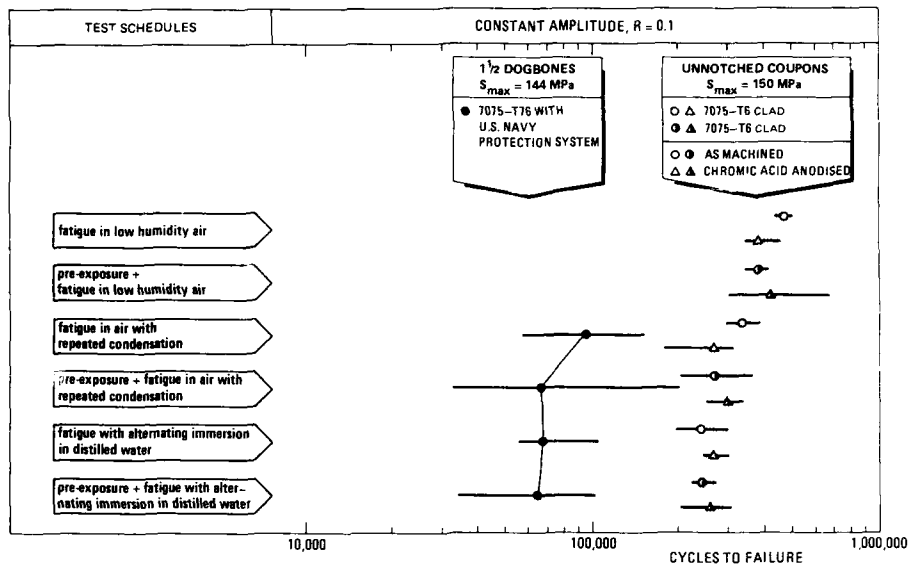 TEST SCHEDULES
CONSTANT AMPLITUDE, R = 0.1
1 1/2 DOGBONES
Smax = 144 MPa
● 7075-T76 WITH
U.S. NAVY
PROTECTION SYSTEM
UNNOTCHED COUPONS
Smax = 150 MPa
○ △ 7075-T6 CLAD
◑ ◮ 7075-T6 CLAD
○ ◑ AS MACHINED
△ ◮ CHROMIC ACID ANODISED
fatigue in low humidity air
pre-exposure +
fatigue in low humidity air
fatigue in air with
repeated condensation
pre-exposure + fatigue in air with
repeated condensation
fatigue with alternating immersion
in distilled water
pre-exposure + fatigue with alter-
nating immersion in distilled water
10,000
100,000
1,000,000
CYCLES TO FAILURE